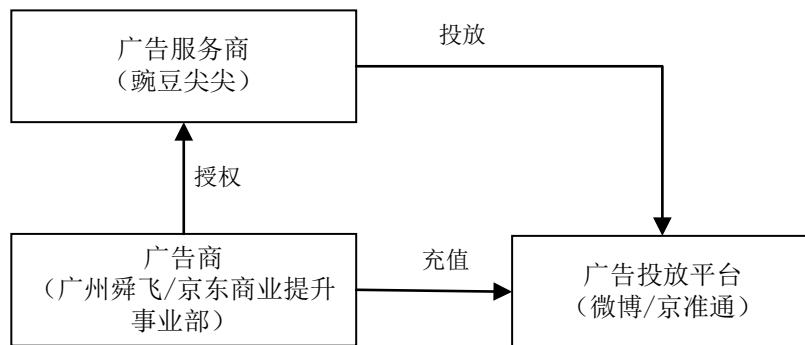 广告服务商
（豌豆尖尖）
投放
授权
广告商
（广州舜飞/京东商业提升
事业部）
充值
广告投放平台
（微博/京准通）